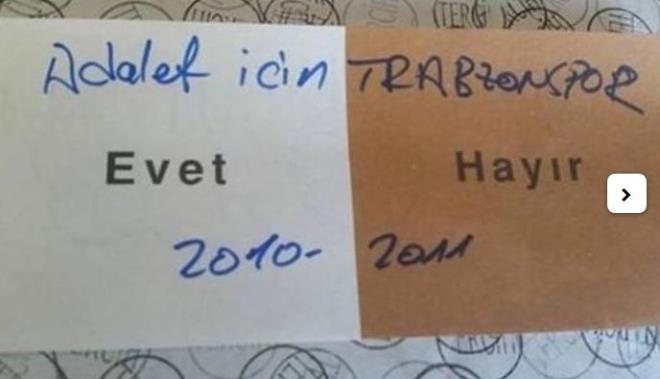 Adalet için TRABZONSPOR
Evet Hayır
2010- 2011